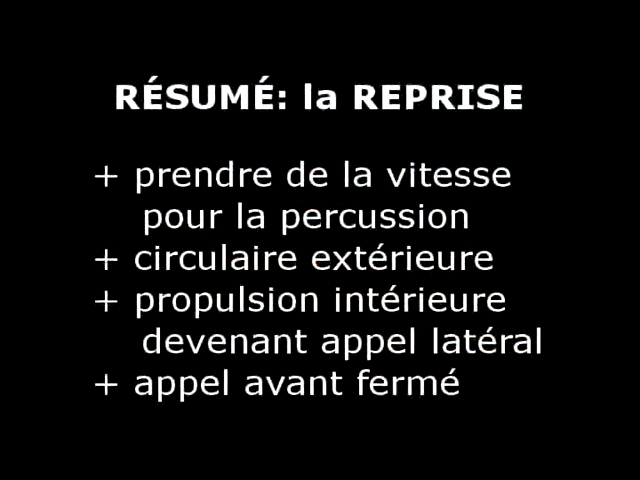 RÉSUMÉ: la REPRISE
+ prendre de la vitesse
pour la percussion
+ circulaire extérieure
+ propulsion intérieure
devenant appel latéral
+ appel avant fermé